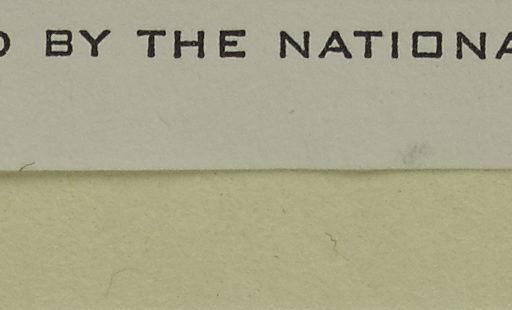 D BY THE NATIONA